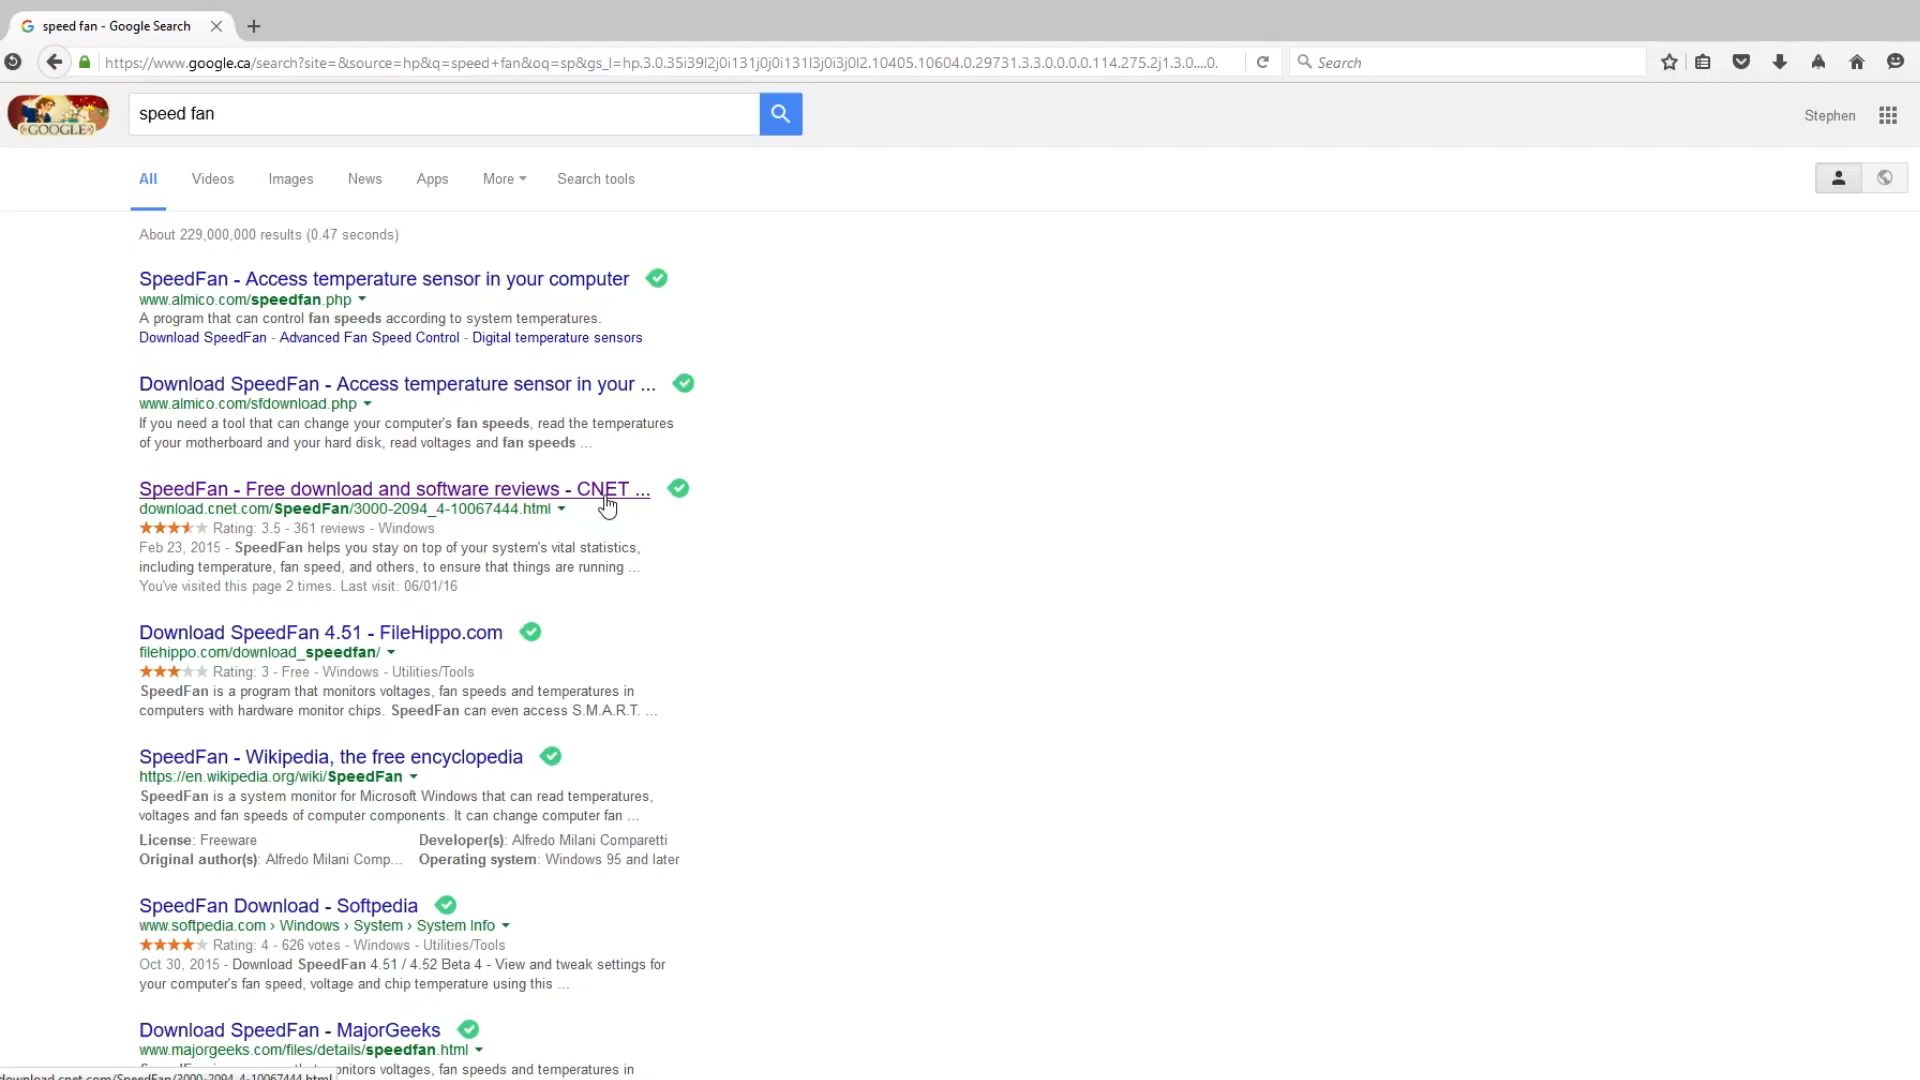 speed fan - Google Search
https://www.google.ca/search?site=&source=hp&q=speed+fan&oq=sp&gs_l=hp.3.0.35i39l2j0i131j0j0i131l3j0i3j0l2.10405.10604.0.29731.3.3.0.0.0.0.114.275.2j1.3.0....0.
Search
GOOGLE
speed fan
Stephen
All Videos Images News Apps More Search tools
About 229,000,000 results (0.47 seconds)
SpeedFan - Access temperature sensor in your computer
www.almico.com/speedfan.php
A program that can control fan speeds according to system temperatures.
Download SpeedFan - Advanced Fan Speed Control - Digital temperature sensors
Download SpeedFan - Access temperature sensor in your ...
www.almico.com/sfdownload.php
If you need a tool that can change your computer's fan speeds, read the temperatures
of your motherboard and your hard disk, read voltages and fan speeds ...
SpeedFan - Free download and software reviews - CNET ...
download.cnet.com/SpeedFan/3000-2094_4-10067444.html
Rating: 3.5 - 361 reviews - Windows
Feb 23, 2015 - SpeedFan helps you stay on top of your system's vital statistics,
including temperature, fan speed, and others, to ensure that things are running ...
You've visited this page 2 times. Last visit: 06/01/16
Download SpeedFan 4.51 - FileHippo.com
filehippo.com/download_speedfan/
Rating: 3 - Free - Windows - Utilities/Tools
SpeedFan is a program that monitors voltages, fan speeds and temperatures in
computers with hardware monitor chips. SpeedFan can even access S.M.A.R.T. ...
SpeedFan - Wikipedia, the free encyclopedia
https://en.wikipedia.org/wiki/SpeedFan
SpeedFan is a system monitor for Microsoft Windows that can read temperatures,
voltages and fan speeds of computer components. It can change computer fan ...
License: Freeware Developer(s): Alfredo Milani Comparetti
Original author(s): Alfredo Milani Comp... Operating system: Windows 95 and later
SpeedFan Download - Softpedia
www.softpedia.com › Windows › System › System Info
Rating: 4 - 626 votes - Windows - Utilities/Tools
Oct 30, 2015 - Download SpeedFan 4.51 / 4.52 Beta 4 - View and tweak settings for
your computer's fan speed, voltage and chip temperature using this ...
Download SpeedFan - MajorGeeks
www.majorgeeks.com/files/details/speedfan.html
monitors voltages, fan speeds and temperatures in